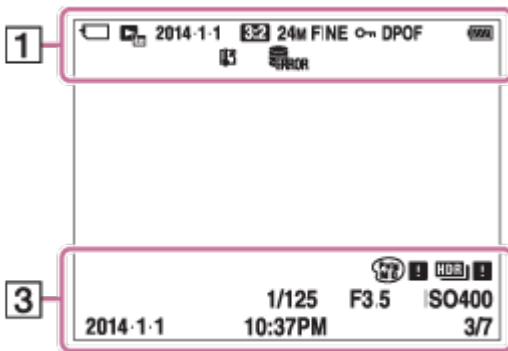 1
2014-1-1 3:2 24M FINE DPOF
ERROR
3
HDR ! !
1/125 F3.5 ISO400
2014-1-1 10:37PM 3/7